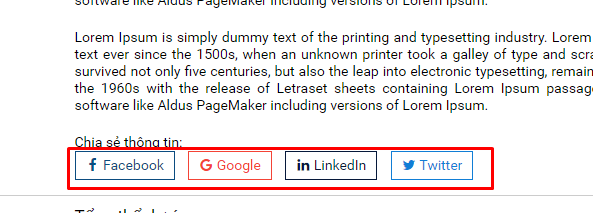 software like Aldus PageMaker including versions of Lorem Ipsum.
Lorem Ipsum is simply dummy text of the printing and typesetting industry. Lorem
text ever since the 1500s, when an unknown printer took a galley of type and scra
survived not only five centuries, but also the leap into electronic typesetting, remain
the 1960s with the release of Letraset sheets containing Lorem Ipsum passag
software like Aldus PageMaker including versions of Lorem Ipsum.
Chia sẻ thông tin:
Facebook Google LinkedIn Twitter